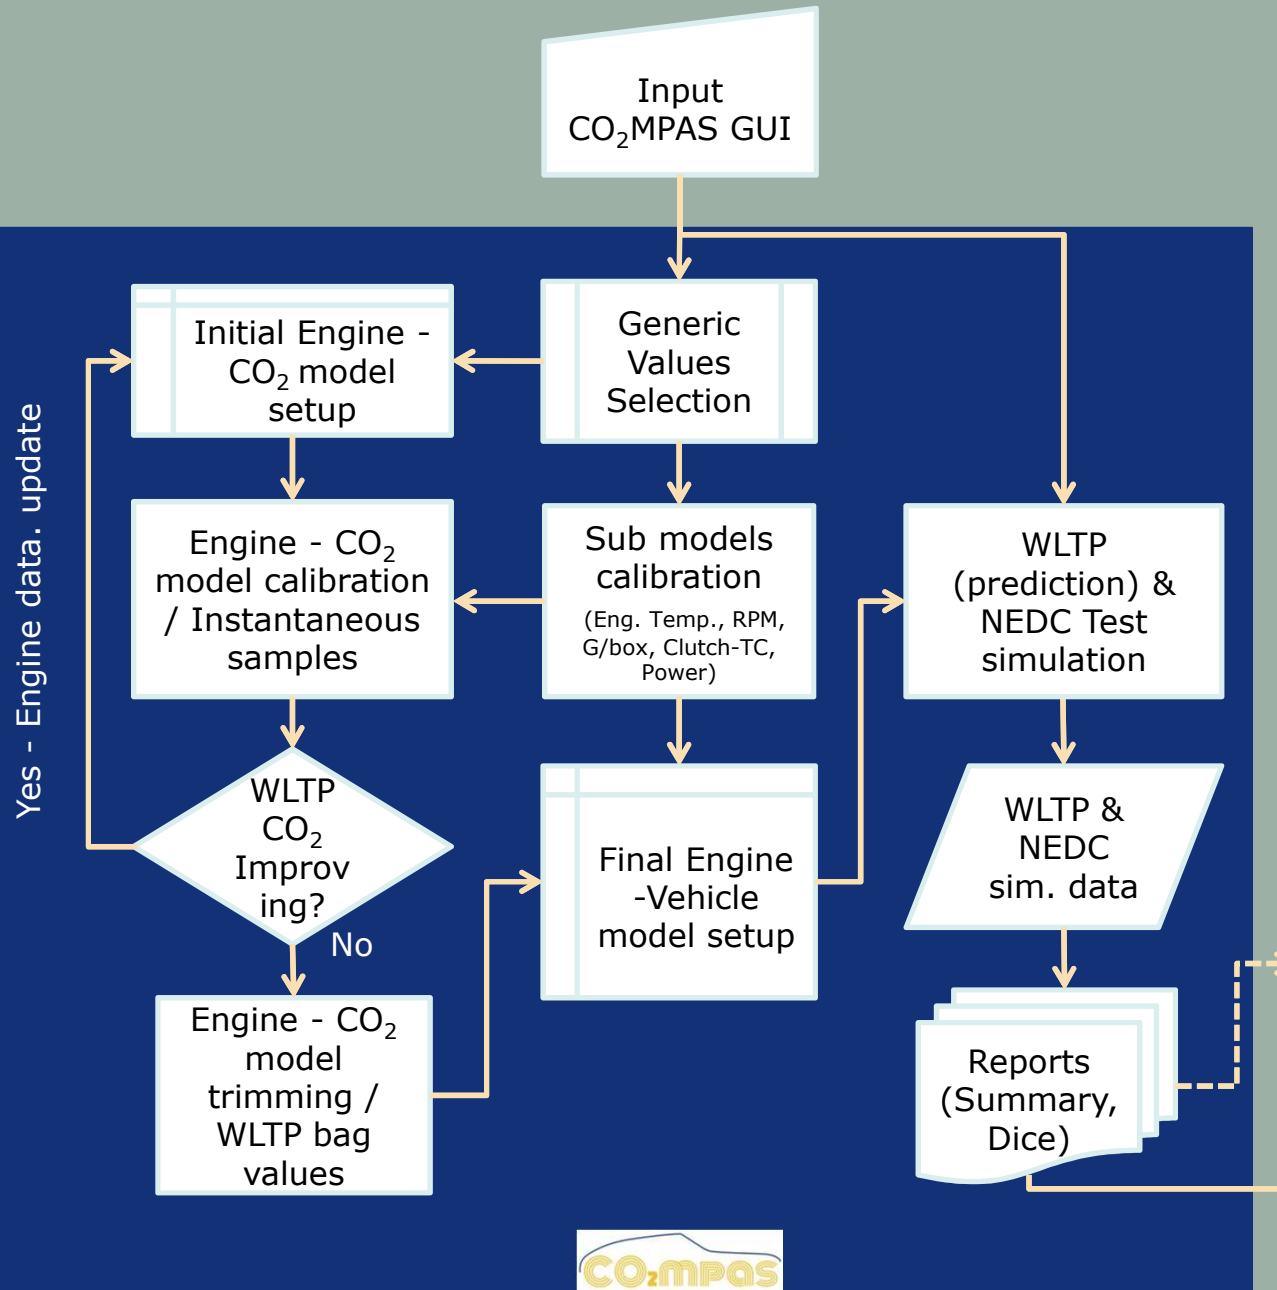 Input
CO₂MPAS GUI
Generic
Values
Selection
Initial Engine -
CO₂ model
setup
Yes - Engine data. update
Engine - CO₂
model calibration
/ Instantaneous
samples
Sub models
calibration
(Eng. Temp., RPM,
G/box, Clutch-TC,
Power)
WLTP
(prediction) &
NEDC Test
simulation
WLTP
CO₂
Improv
ing?
No
Final Engine
-Vehicle
model setup
WLTP &
NEDC
sim. data
Engine - CO₂
model
trimming /
WLTP bag
values
Reports
(Summary,
Dice)
CO₂mpas